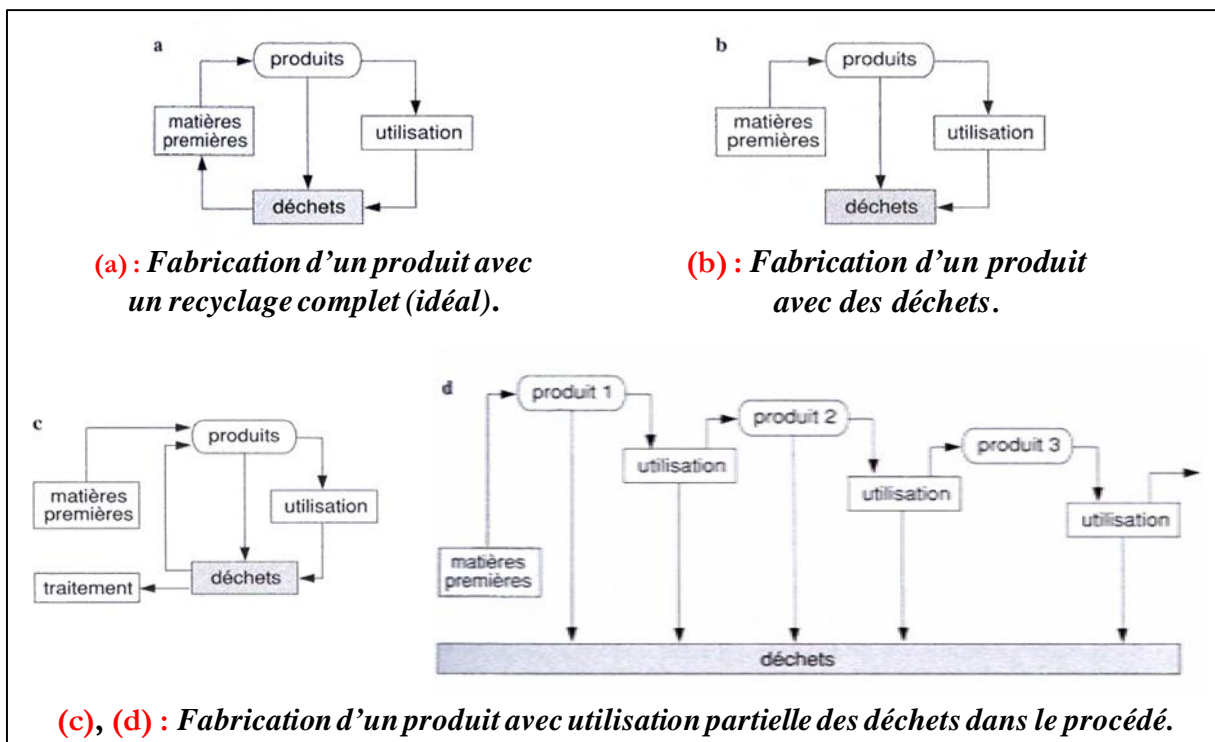 a
produits
matières
premières
utilisation
déchets
(a) : Fabrication d'un produit avec
un recyclage complet (idéal).
b
produits
matières
premières
utilisation
déchets
(b) : Fabrication d'un produit
avec des déchets.
c
produits
matières
premières
utilisation
déchets
traitement
d
produit 1
utilisation
produit 2
utilisation
produit 3
utilisation
matières
premières
déchets
(c), (d) : Fabrication d'un produit avec utilisation partielle des déchets dans le procédé.